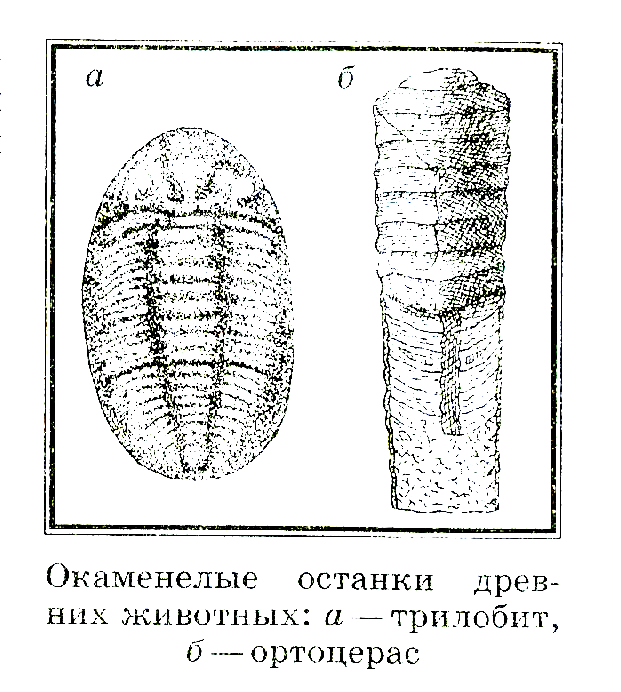 а б
Окаменелые останки древ-
них животных: а — трилобит,
б — ортоцерас